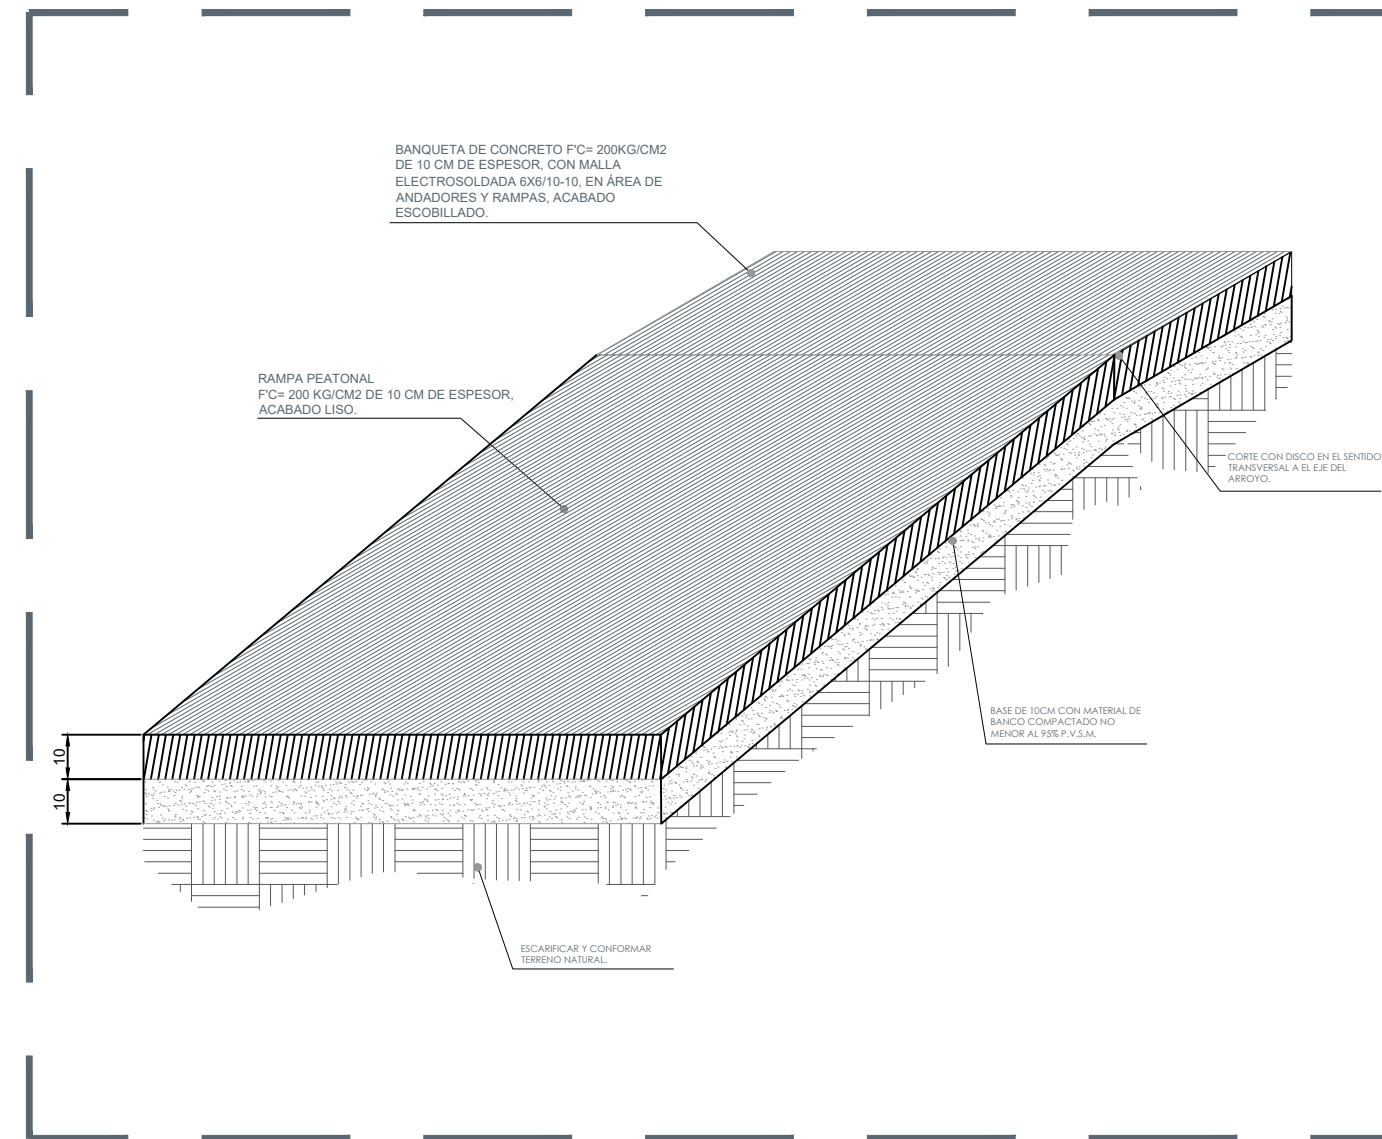 BANQUETA DE CONCRETO F'C= 200KG/CM2
DE 10 CM DE ESPESOR, CON MALLA
ELECTROSOLDADA 6X6/10-10, EN ÁREA DE
ANDADORES Y RAMPAS, ACABADO
ESCOBILLADO.
RAMPA PEATONAL
F'C= 200 KG/CM2 DE 10 CM DE ESPESOR,
ACABADO LISO.
CORTE CON DISCO EN EL SENTIDO
TRANSVERSAL A EL EJE DEL
ARROYO.
BASE DE 10CM CON MATERIAL DE
BANCO COMPACTADO NO
MENOR AL 95% P.V.S.M.
10
10
ESCARIFICAR Y CONFORMAR
TERRENO NATURAL.